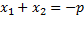 x₁ + x₂ = −p